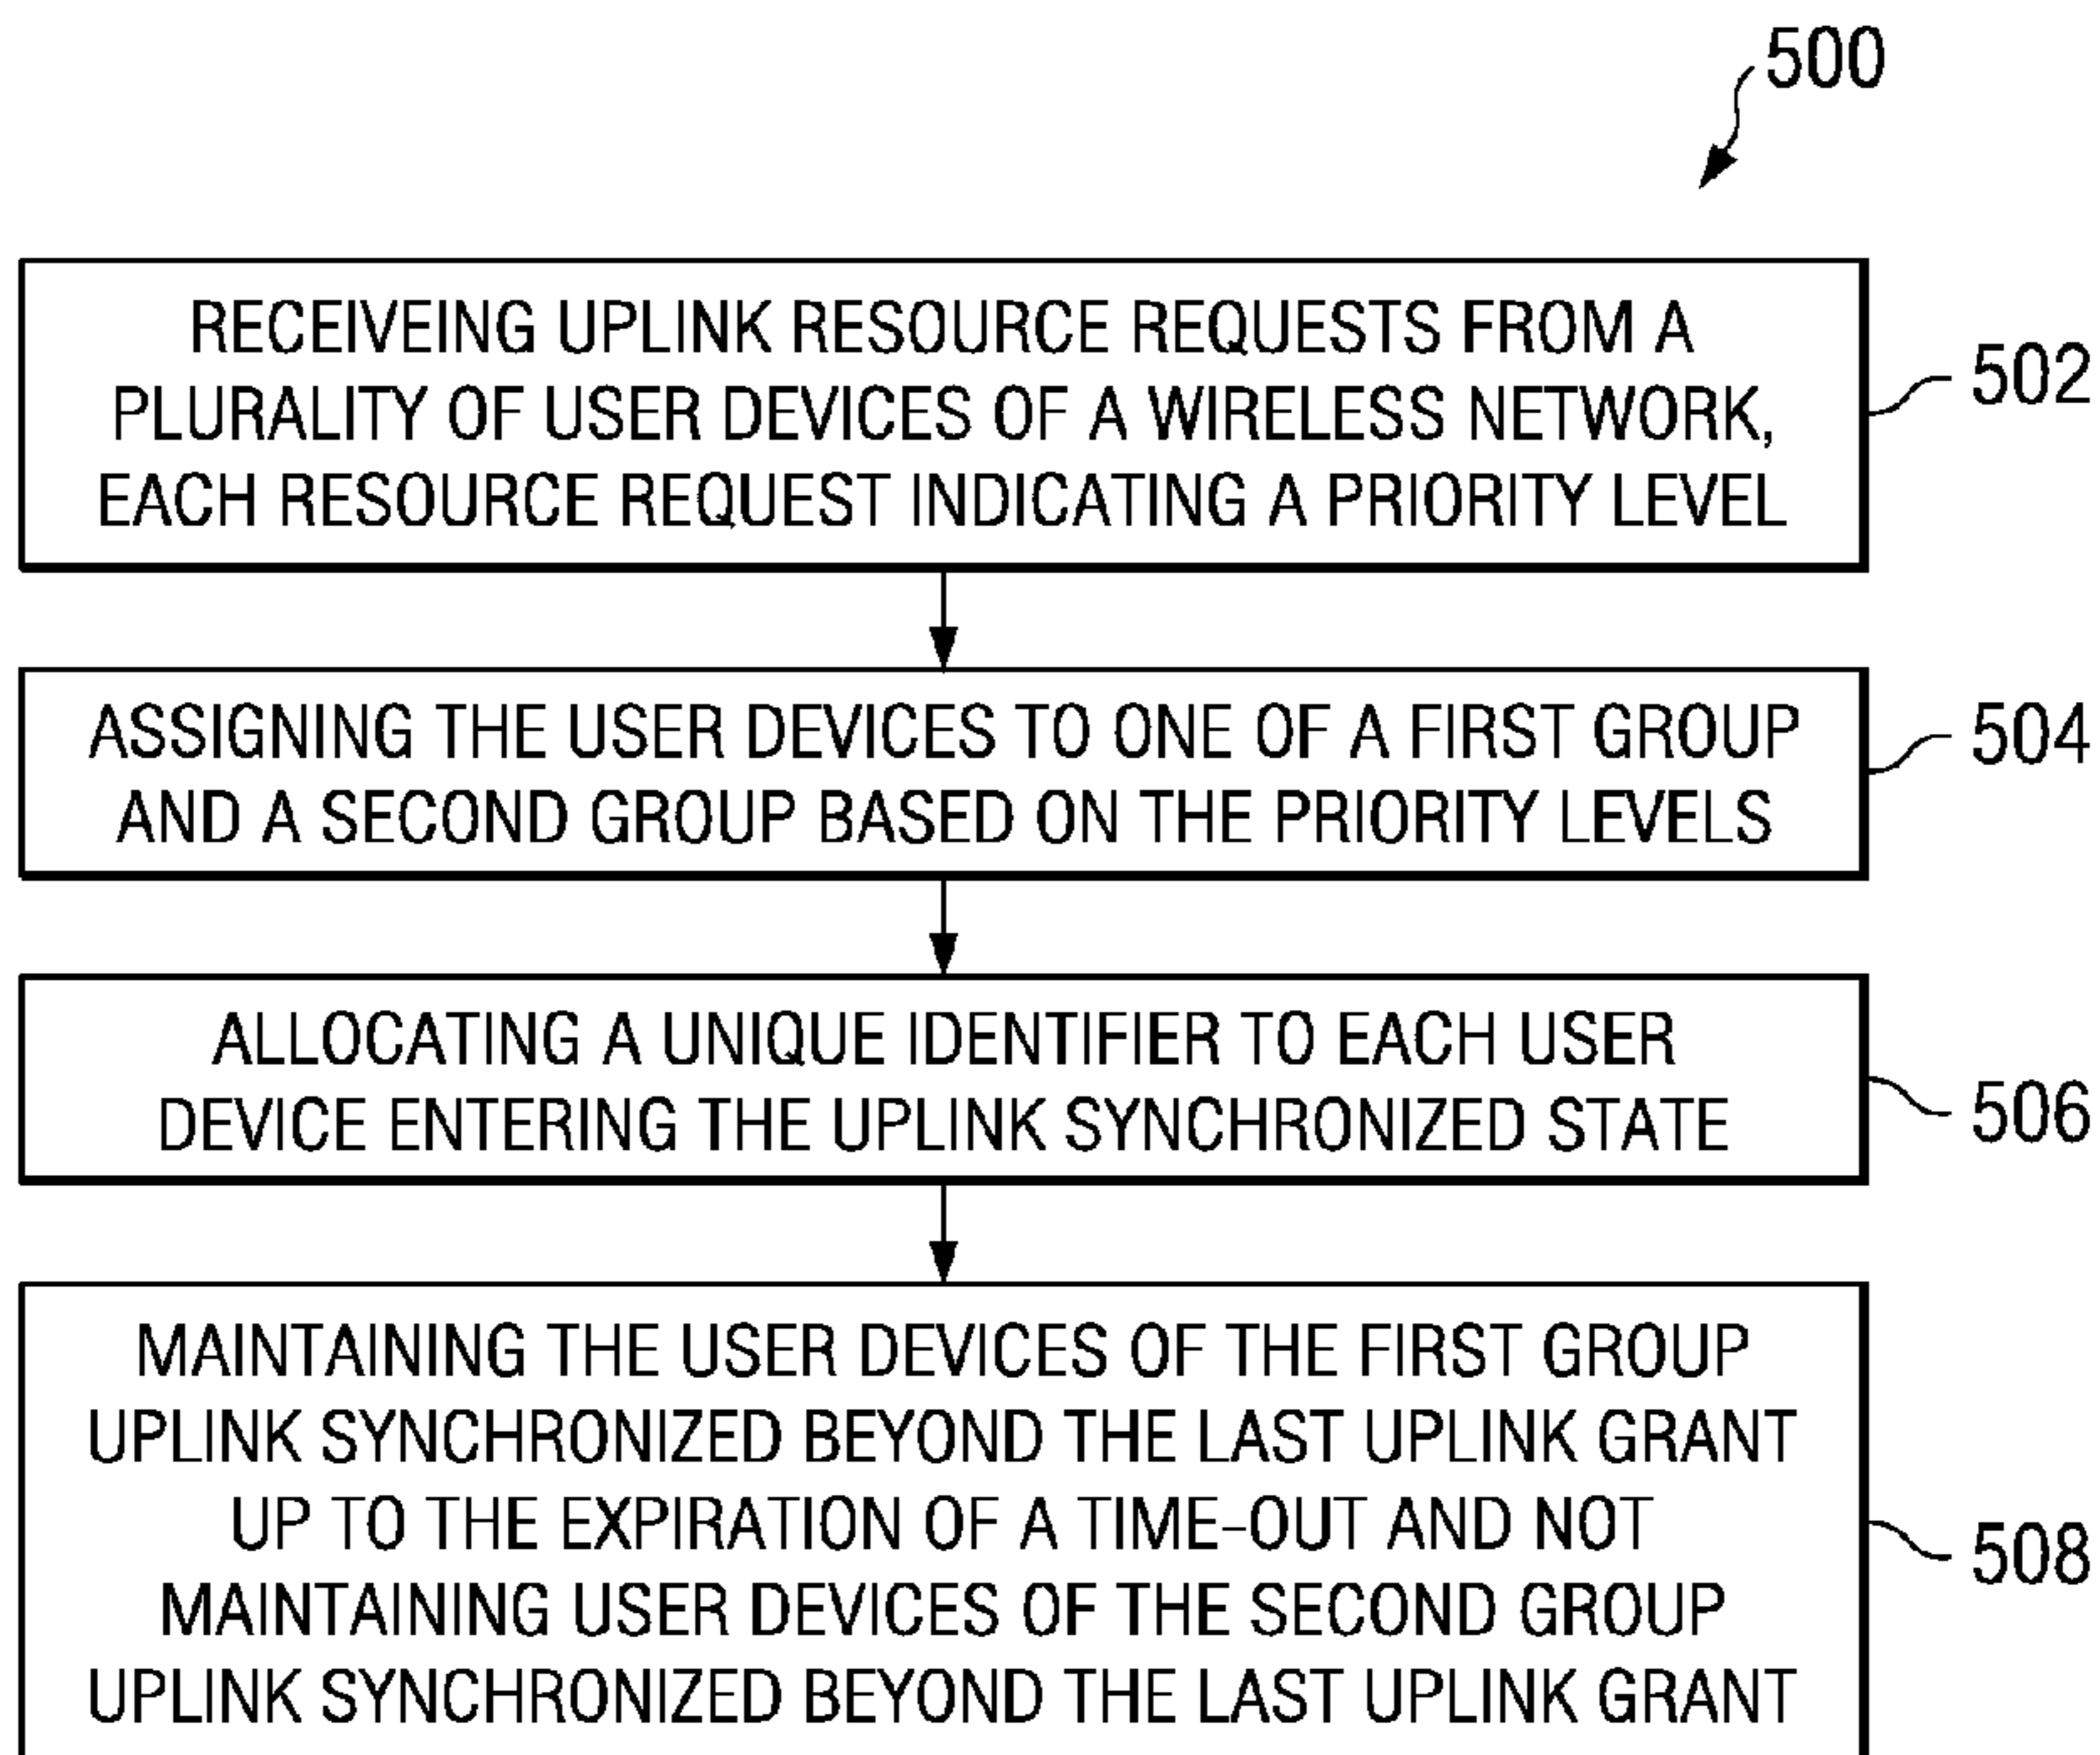 500
RECEIVEING UPLINK RESOURCE REQUESTS FROM A
PLURALITY OF USER DEVICES OF A WIRELESS NETWORK,
EACH RESOURCE REQUEST INDICATING A PRIORITY LEVEL
502
ASSIGNING THE USER DEVICES TO ONE OF A FIRST GROUP
AND A SECOND GROUP BASED ON THE PRIORITY LEVELS
504
ALLOCATING A UNIQUE IDENTIFIER TO EACH USER
DEVICE ENTERING THE UPLINK SYNCHRONIZED STATE
506
MAINTAINING THE USER DEVICES OF THE FIRST GROUP
UPLINK SYNCHRONIZED BEYOND THE LAST UPLINK GRANT
UP TO THE EXPIRATION OF A TIME-OUT AND NOT
MAINTAINING USER DEVICES OF THE SECOND GROUP
UPLINK SYNCHRONIZED BEYOND THE LAST UPLINK GRANT
508